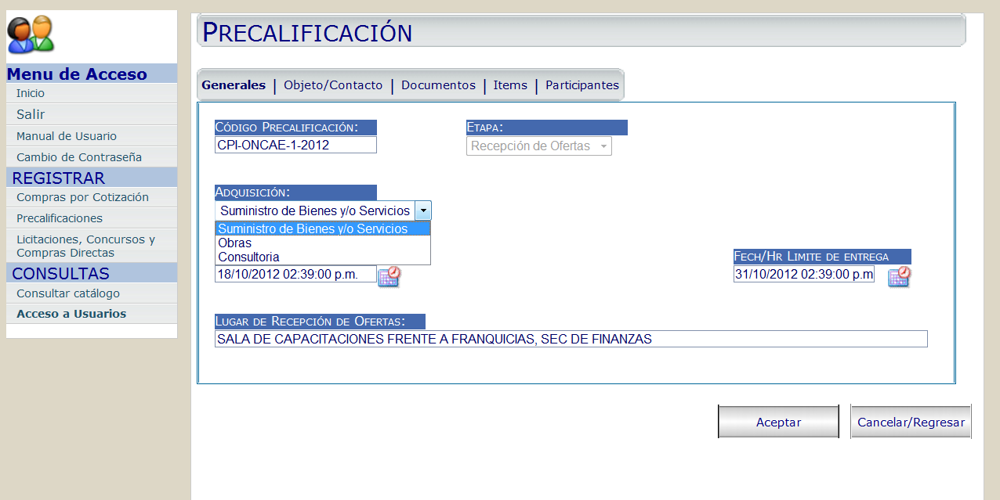 PRECALIFICACIÓN
Menu de Acceso
Inicio
Salir
Manual de Usuario
Cambio de Contraseña
REGISTRAR
Compras por Cotización
Precalificaciones
Licitaciones, Concursos y
Compras Directas
CONSULTAS
Consultar catálogo
Acceso a Usuarios
Generales | Objeto/Contacto | Documentos | Items | Participantes
CÓDIGO PRECALIFICACIÓN:
CPI-ONCAE-1-2012
ETAPA:
Recepción de Ofertas
ADQUISICIÓN:
Suministro de Bienes y/o Servicios
Suministro de Bienes y/o Servicios
Obras
Consultoria
18/10/2012 02:39:00 p.m.
FECH/HR LIMITE DE ENTREGA
31/10/2012 02:39:00 p.m
LUGAR DE RECEPCIÓN DE OFERTAS:
SALA DE CAPACITACIONES FRENTE A FRANQUICIAS, SEC DE FINANZAS
Aceptar
Cancelar/Regresar